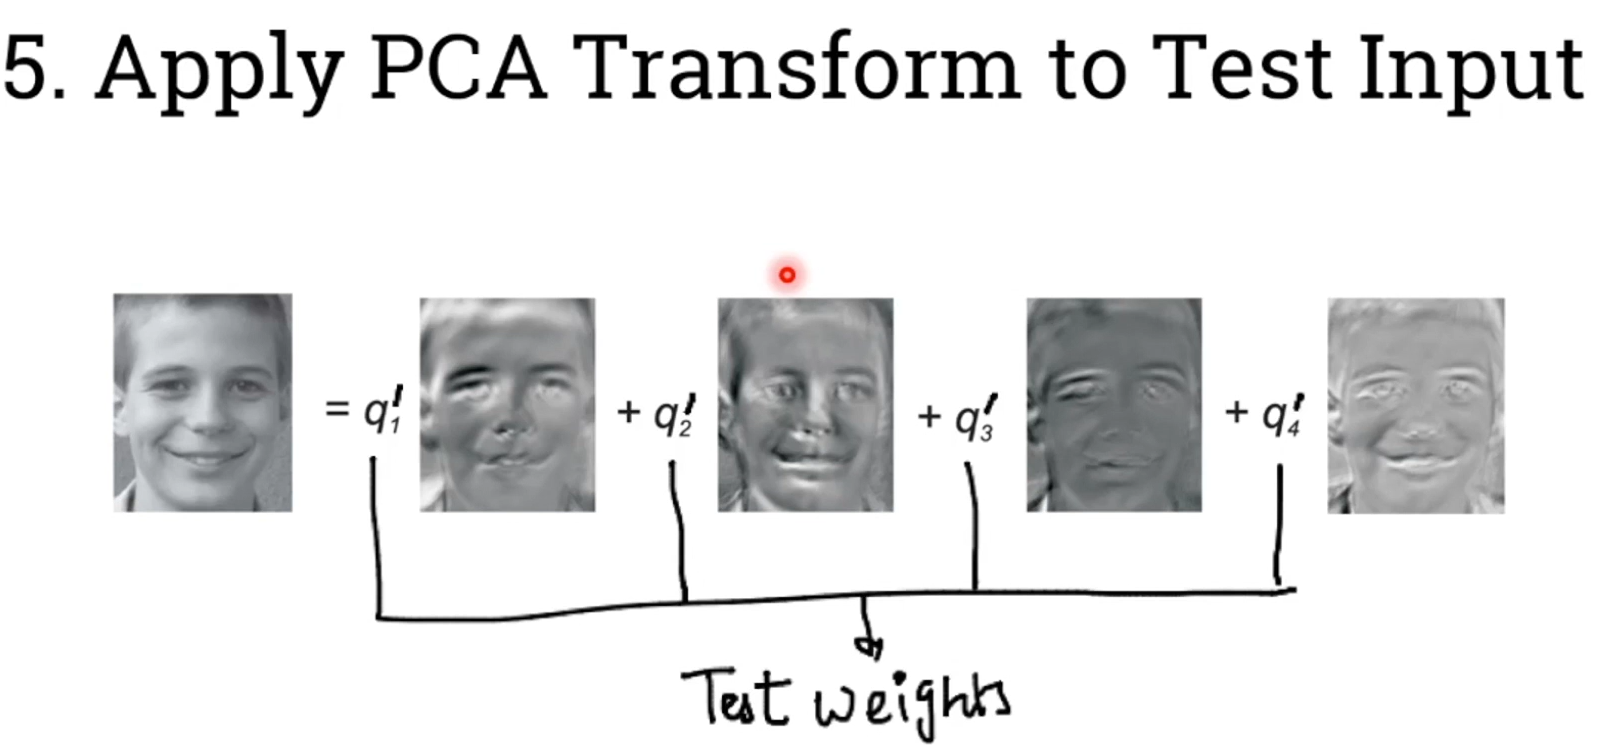 5. Apply PCA Transform to Test Input
= q'₁ + q'₂ + q'₃ + q'₄
Test weights